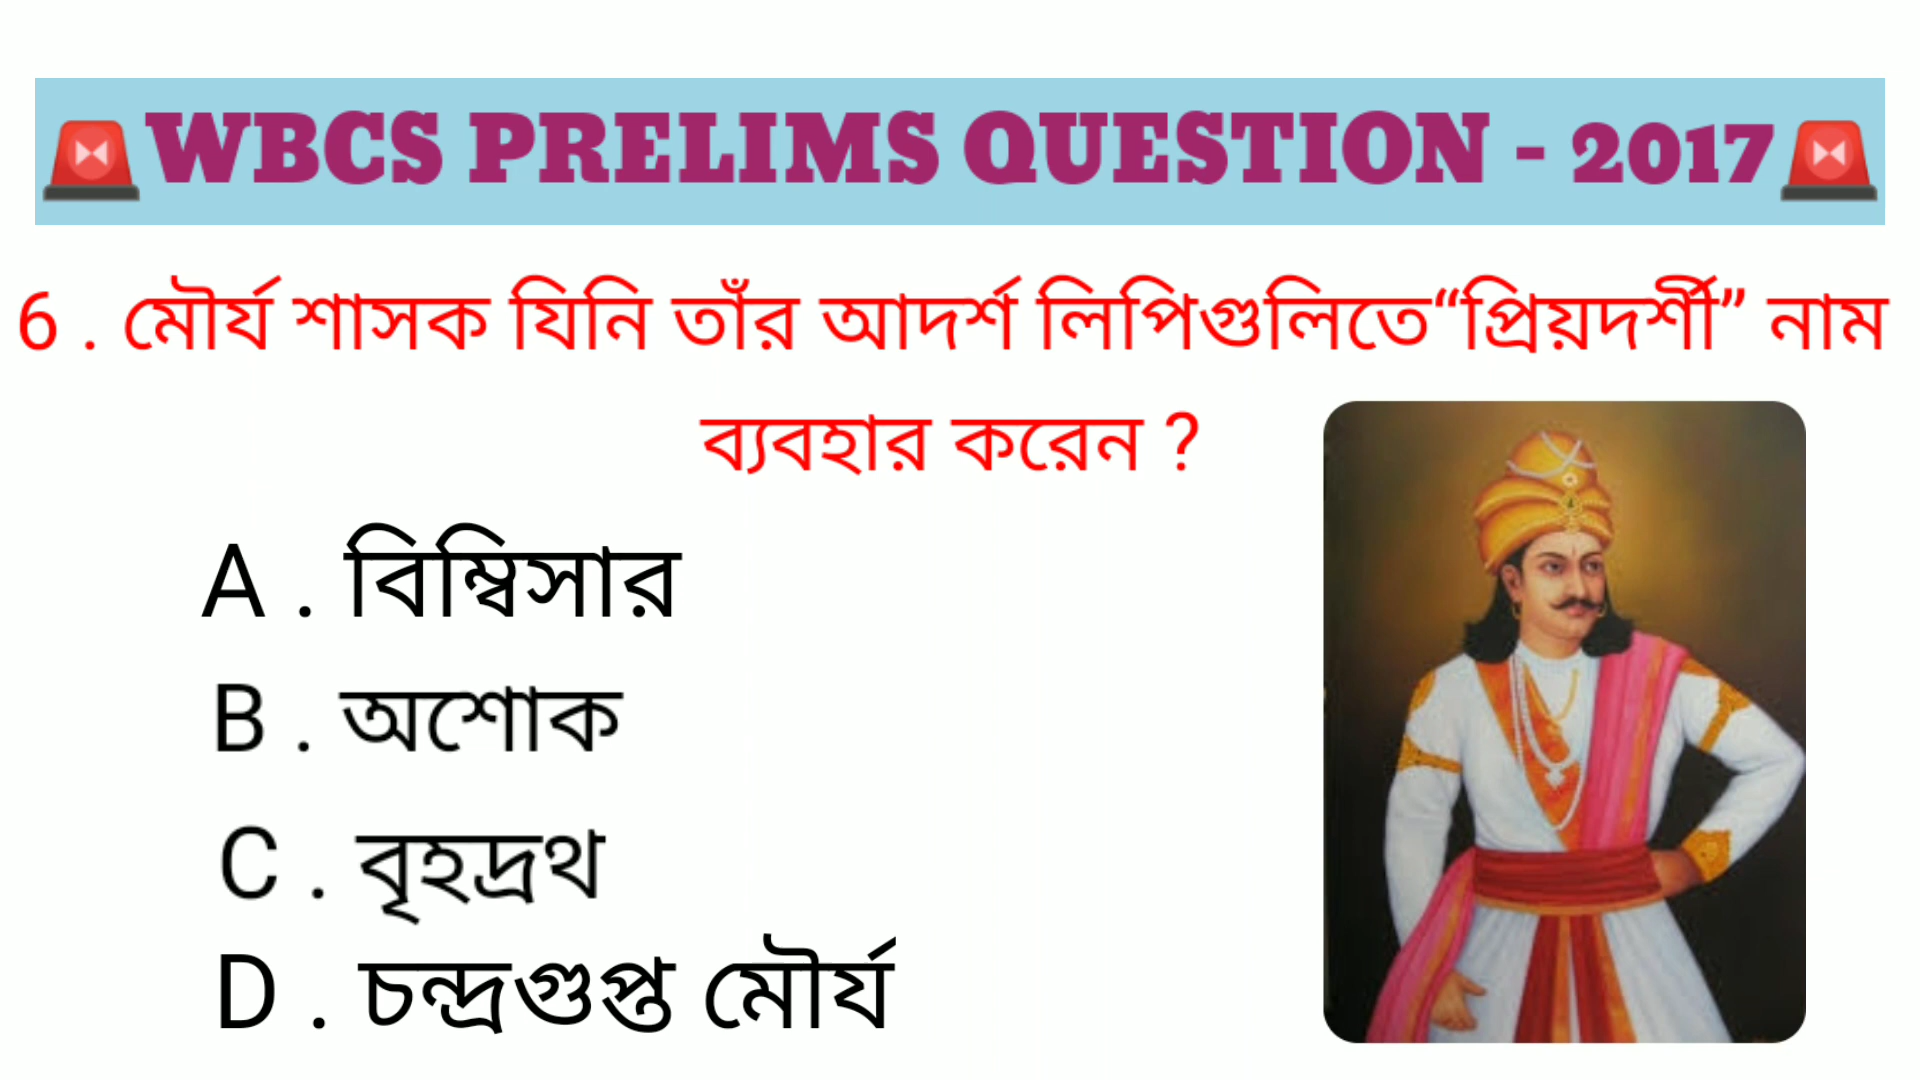 🚨WBCS PRELIMS QUESTION - 2017🚨
6 . মৌর্য শাসক যিনি তাঁর আদর্শ লিপিগুলিতে“প্রিয়দর্শী” নাম
ব্যবহার করেন ?
A . বিম্বিসার
B . অশোক
C . বৃহদ্রথ
D . চন্দ্রগুপ্ত মৌর্য